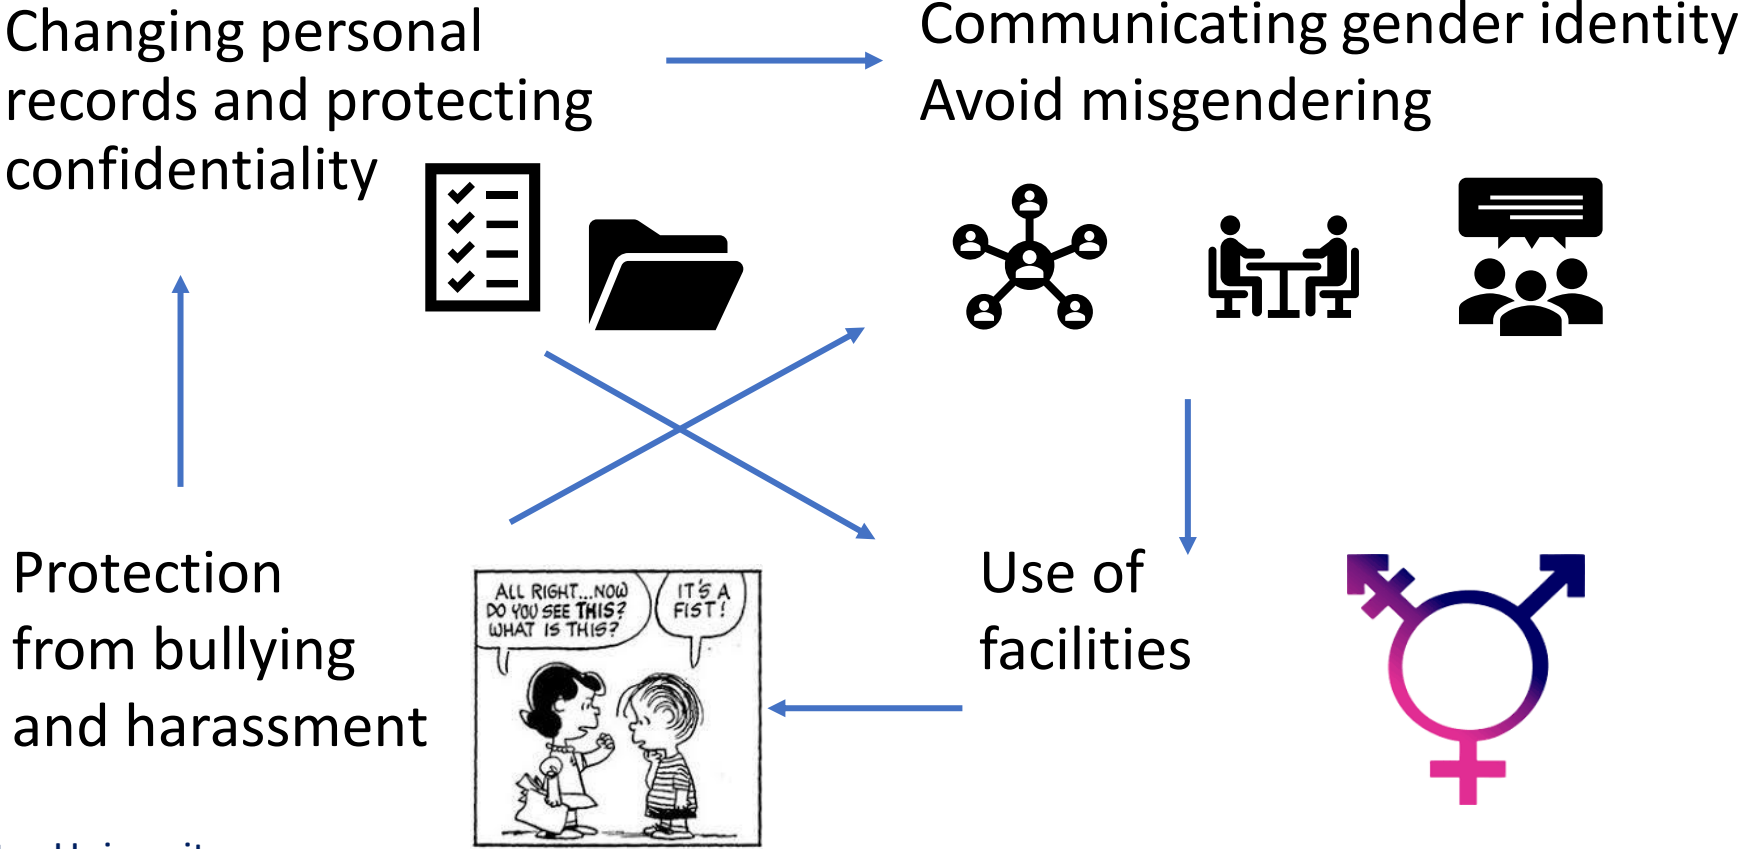 Changing personal
records and protecting
confidentiality
Communicating gender identity
Avoid misgendering
Protection
from bullying
and harassment
ALL RIGHT...NOW
DO YOU SEE THIS?
WHAT IS THIS?
IT'S A
FIST!
Use of
facilities